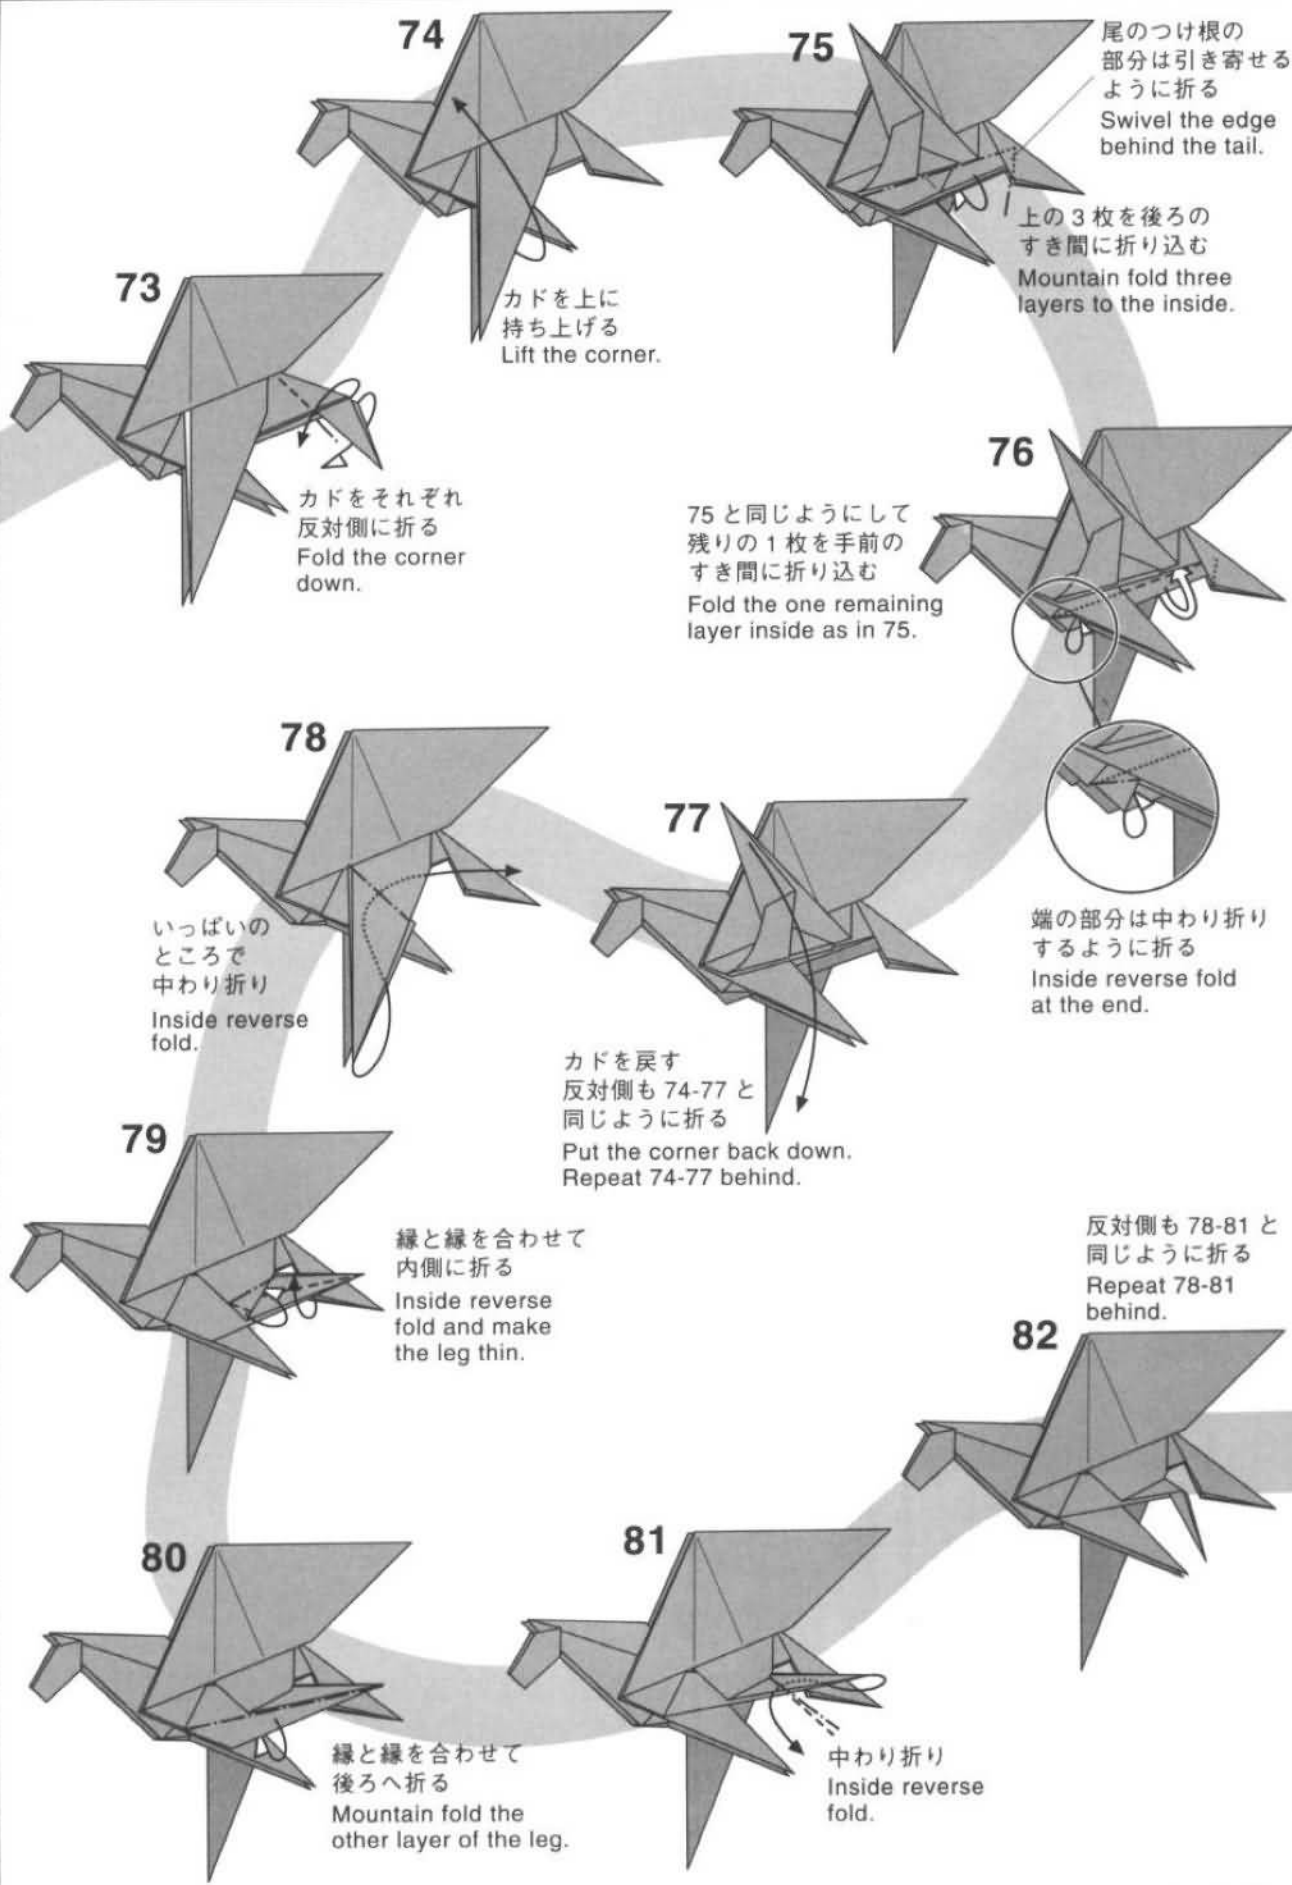 73
カドをそれぞれ
反対側に折る
Fold the corner
down.
74
カドを上に
持ち上げる
Lift the corner.
75
尾のつけ根の
部分は引き寄せる
ように折る
Swivel the edge
behind the tail.
上の3枚を後ろの
すき間に折り込む
Mountain fold three
layers to the inside.
76
75と同じようにして
残りの1枚を手前の
すき間に折り込む
Fold the one remaining
layer inside as in 75.
端の部分は中わり折り
するように折る
Inside reverse fold
at the end.
77
カドを戻す
反対側も74-77と
同じように折る
Put the corner back down.
Repeat 74-77 behind.
78
いっぱいの
ところで
中わり折り
Inside reverse
fold.
79
縁と縁を合わせて
内側に折る
Inside reverse
fold and make
the leg thin.
80
縁と縁を合わせて
後ろへ折る
Mountain fold the
other layer of the leg.
81
中わり折り
Inside reverse
fold.
82
反対側も78-81と
同じように折る
Repeat 78-81
behind.